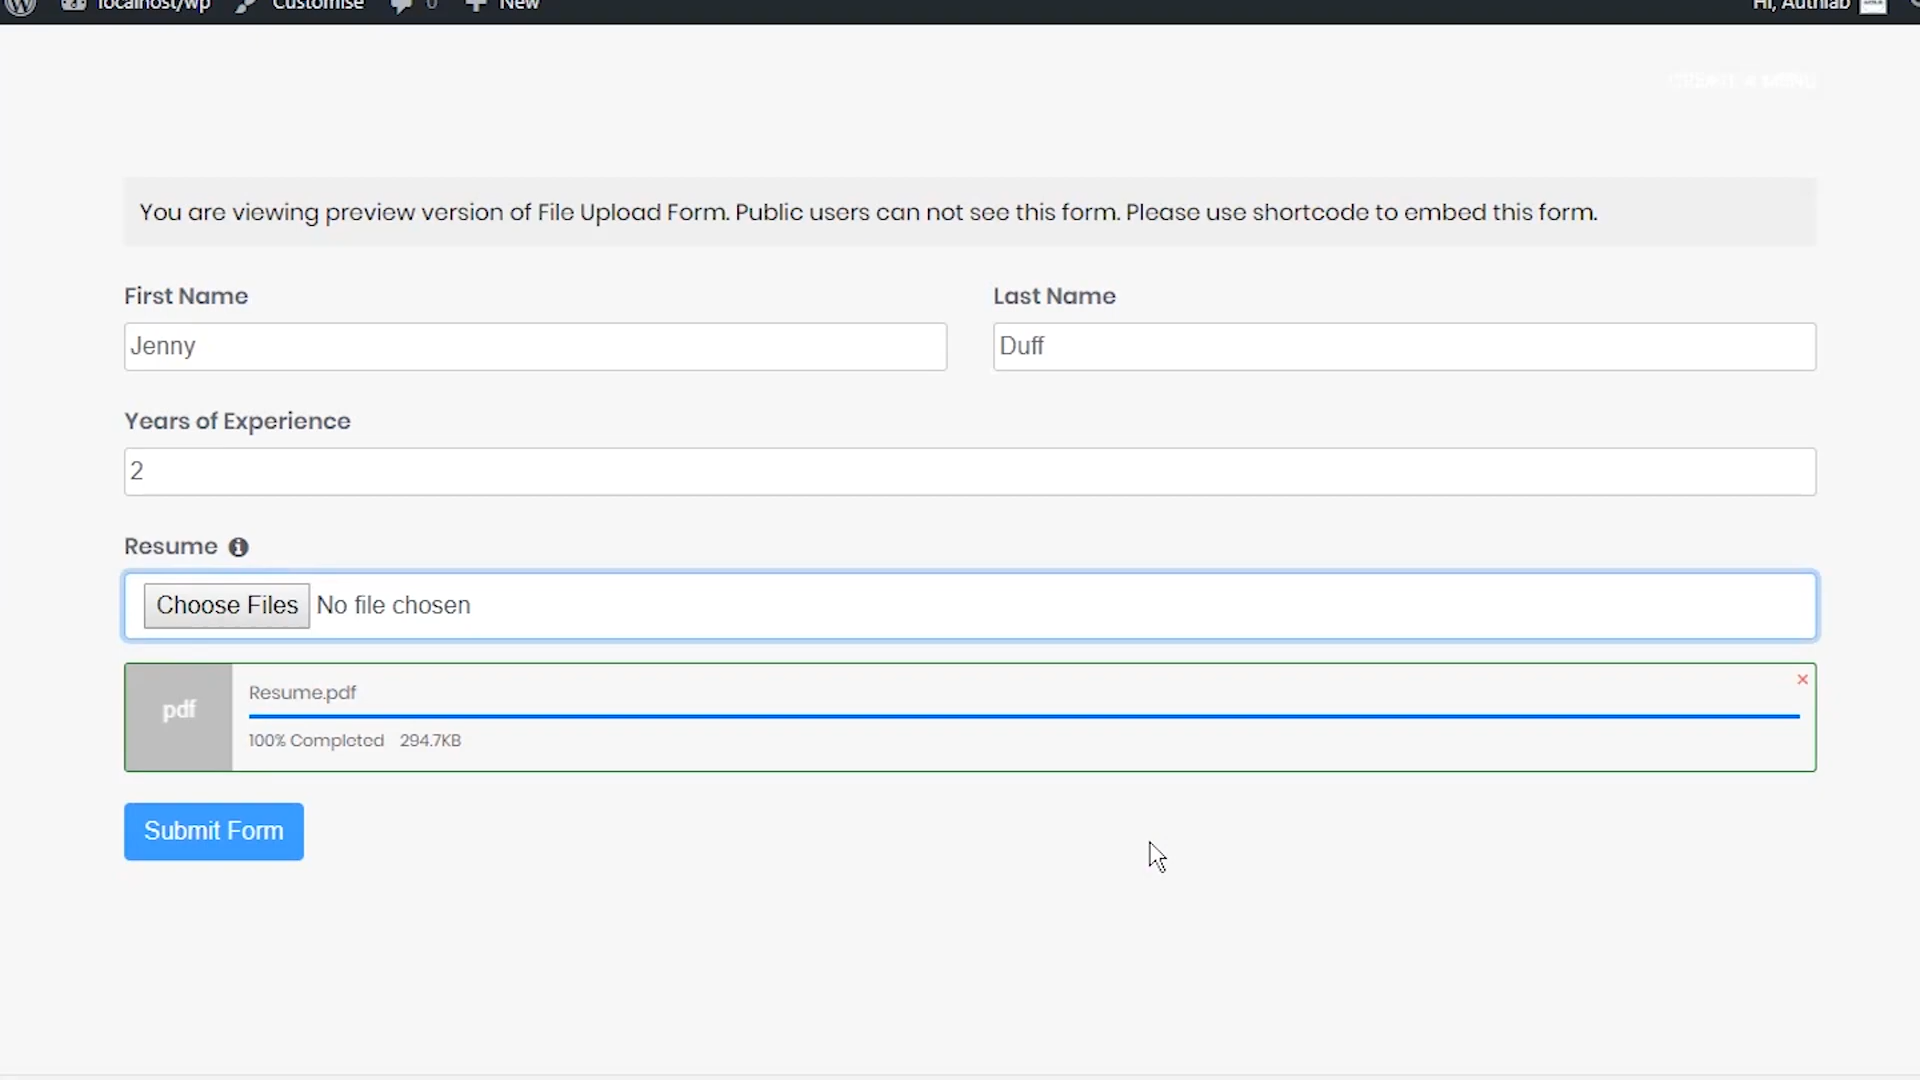 localhost/wp Customise 0 New Hi, Authlab
CREATE A MENU
You are viewing preview version of File Upload Form. Public users can not see this form. Please use shortcode to embed this form.
First Name Last Name
Jenny Duff
Years of Experience
2
Resume
Choose Files No file chosen
pdf Resume.pdf ×
100% Completed 294.7KB
Submit Form